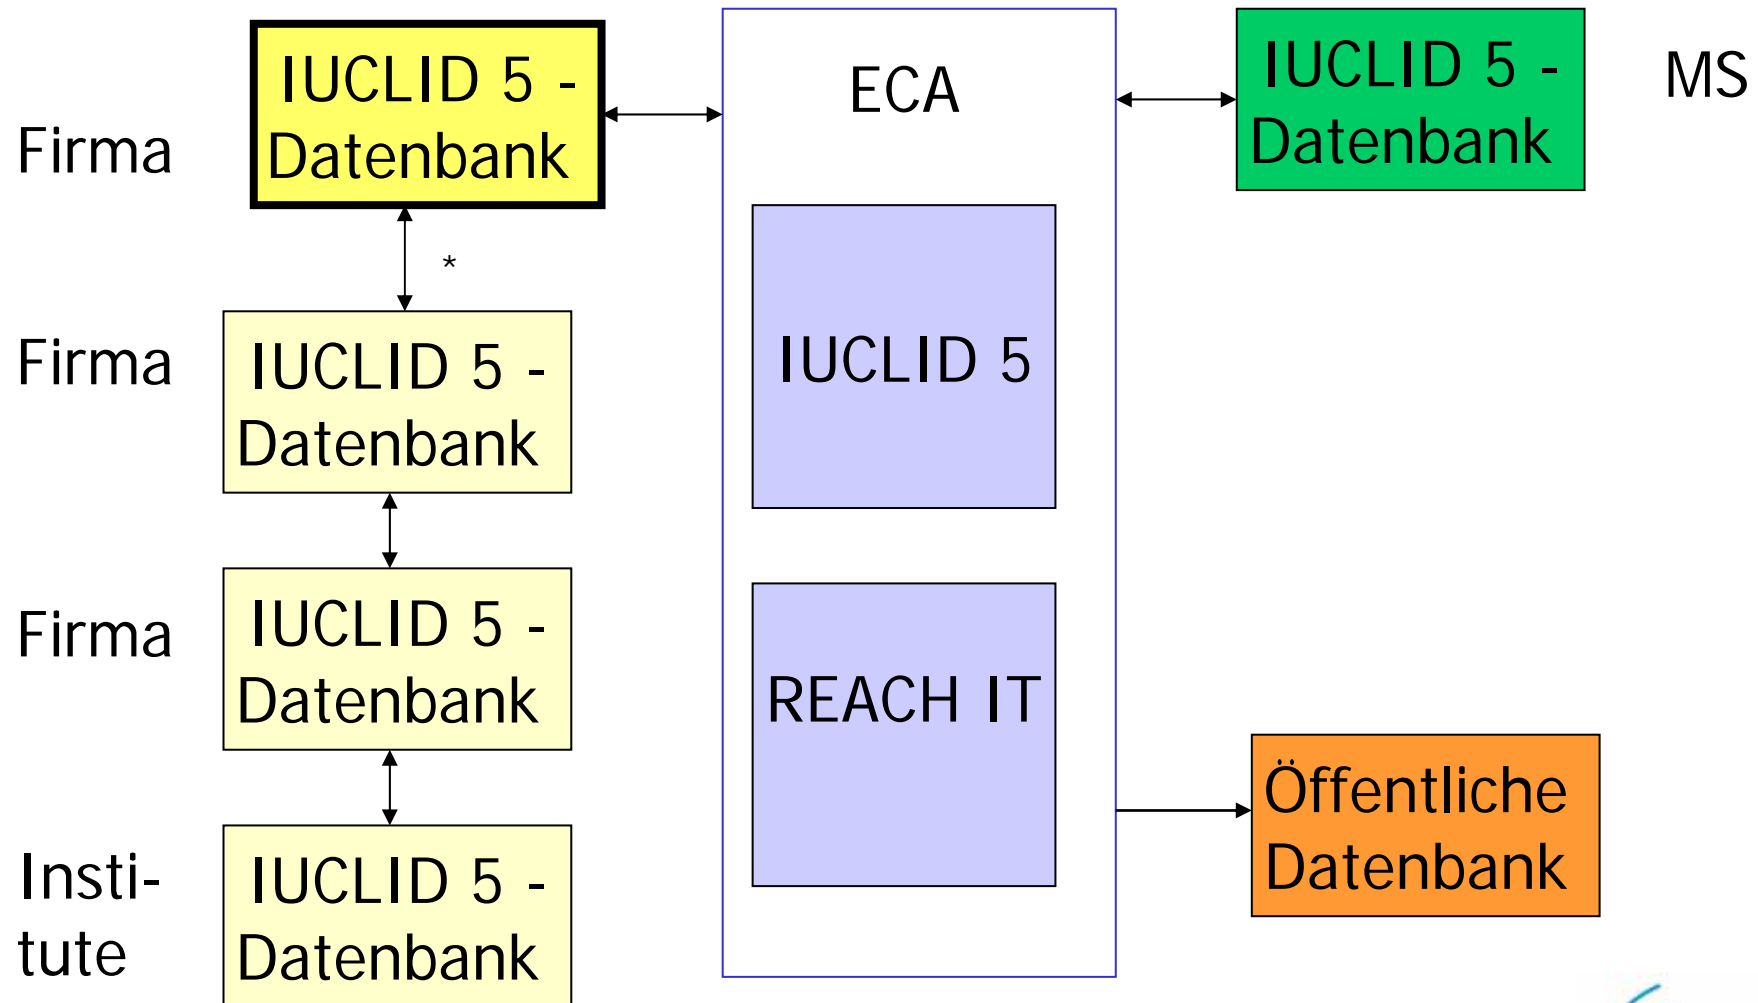 IUCLID 5 -
Datenbank
Firma
ECA
IUCLID 5 -
Datenbank
MS
*
Firma
IUCLID 5 -
Datenbank
IUCLID 5
Firma
IUCLID 5 -
Datenbank
REACH IT
Öffentliche
Datenbank
Insti-
tute
IUCLID 5 -
Datenbank